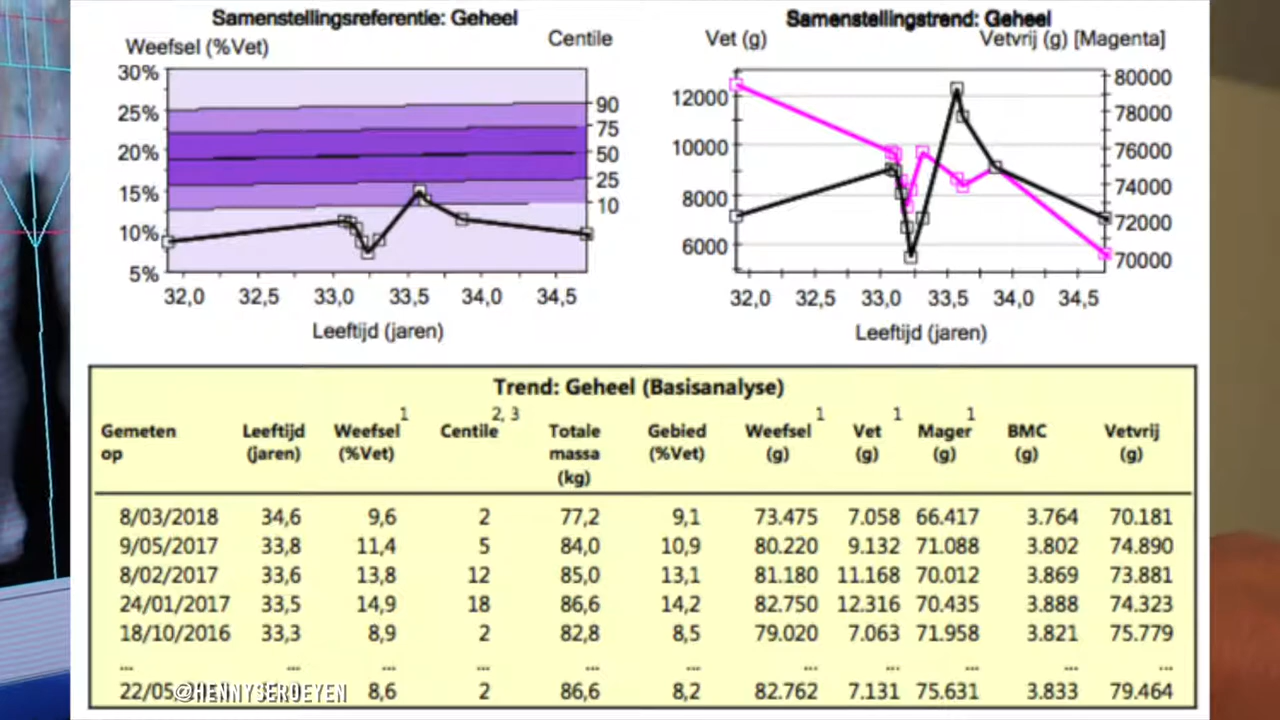 Samenstellingsreferentie: Geheel
Weefsel (%Vet) Centile
30%
25%
20%
15%
10%
5%
90
75
50
25
10
32,0 32,5 33,0 33,5 34,0 34,5
Leeftijd (jaren)
Samenstellingstrend: Geheel
Vet (g) Vetvrij (g) [Magenta]
12000
10000
8000
6000
80000
78000
76000
74000
72000
70000
32,0 32,5 33,0 33,5 34,0 34,5
Leeftijd (jaren)
Trend: Geheel (Basisanalyse)
1 2, 3 1 1 1
Gemeten Leeftijd Weefsel Centile Totale Gebied Weefsel Vet Mager BMC Vetvrij
op (jaren) (%Vet) massa (%Vet) (g) (g) (g) (g) (g)
(kg)
8/03/2018 34,6 9,6 2 77,2 9,1 73.475 7.058 66.417 3.764 70.181
9/05/2017 33,8 11,4 5 84,0 10,9 80.220 9.132 71.088 3.802 74.890
8/02/2017 33,6 13,8 12 85,0 13,1 81.180 11.168 70.012 3.869 73.881
24/01/2017 33,5 14,9 18 86,6 14,2 82.750 12.316 70.435 3.888 74.323
18/10/2016 33,3 8,9 2 82,8 8,5 79.020 7.063 71.958 3.821 75.779
... ... ... ... ... ... ... ... ... ... ...
22/05 8,6 2 86,6 8,2 82.762 7.131 75.631 3.833 79.464
@HENNYSEROEYEN